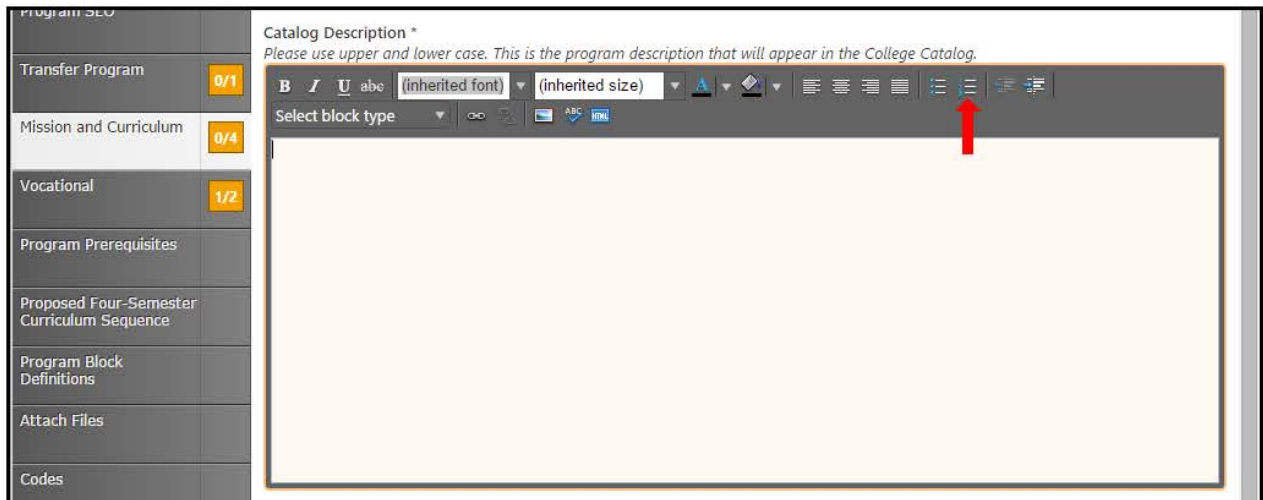 Program SLO
Transfer Program
0/1
Mission and Curriculum
0/4
Vocational
1/2
Program Prerequisites
Proposed Four-Semester
Curriculum Sequence
Program Block
Definitions
Attach Files
Codes
Catalog Description *
Please use upper and lower case. This is the program description that will appear in the College Catalog.
B I U abc (inherited font) (inherited size) A
Select block type ABC HTML